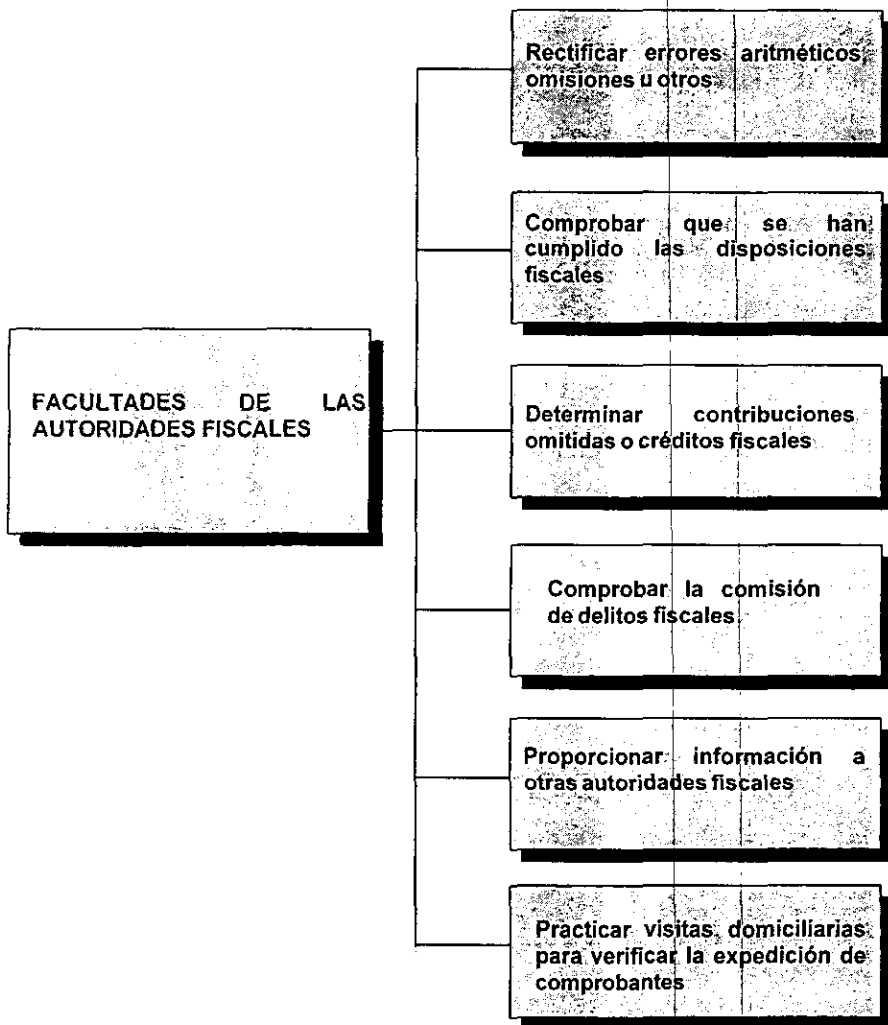 Rectificar errores aritméticos,
omisiones u otros
Comprobar que se han
cumplido las disposiciones
fiscales
FACULTADES DE LAS
AUTORIDADES FISCALES
Determinar contribuciones
omitidas o créditos fiscales
Comprobar la comisión
de delitos fiscales
Proporcionar información a
otras autoridades fiscales
Practicar visitas domiciliarias
para verificar la expedición de
comprobantes